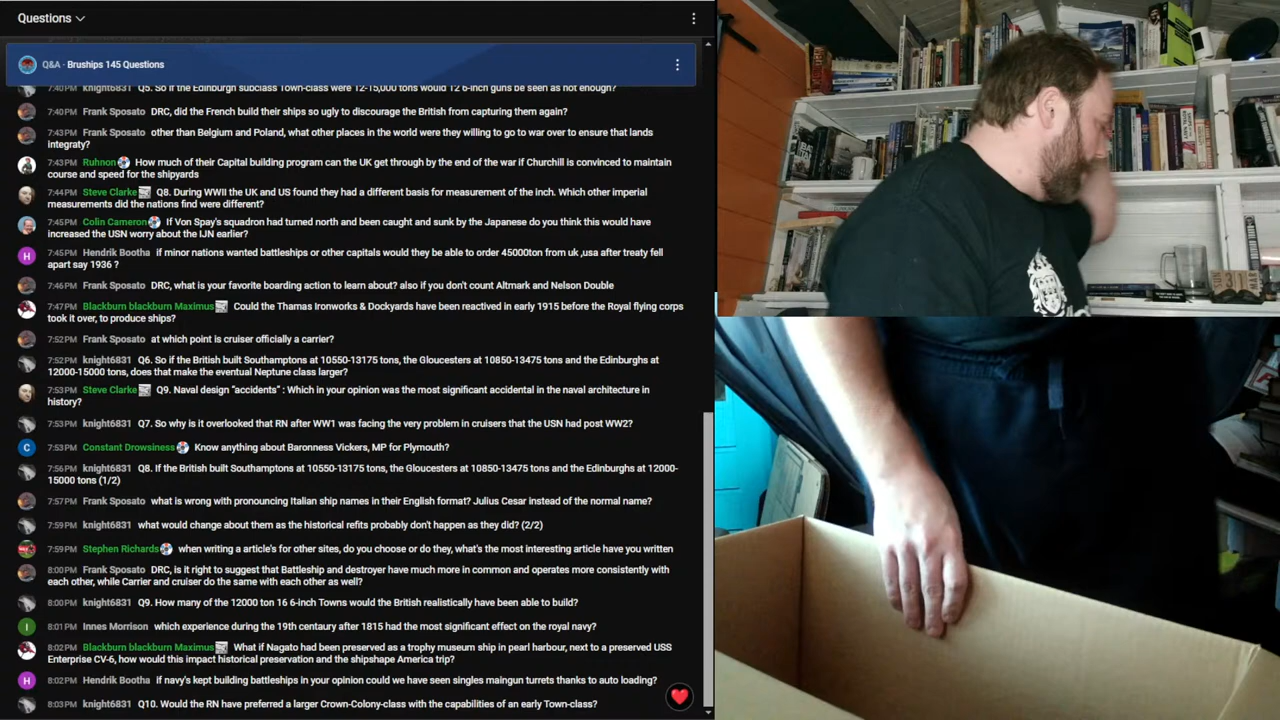 Questions
Q&A · Bruships 145 Questions
7:40 PM knight6831 Q5. So if the Edinburgh subclass Town-class were 12-15,000 tons would 12 6-inch guns be seen as not enough?
7:40PM Frank Sposato DRC, did the French build their ships so ugly to discourage the British from capturing them again?
7:43PM Frank Sposato other than Belgium and Poland, what other places in the world were they willing to go to war over to ensure that lands
integraty?
7:43PM Ruhnon How much of their Capital building program can the UK get through by the end of the war if Churchill is convinced to maintain
course and speed for the shipyards
7:44PM Steve Clarke Q8. During WWII the UK and US found they had a different basis for measurement of the inch. Which other imperial
measurements did the nations find were different?
7:45PM Colin Cameron If Von Spay's squadron had turned north and been caught and sunk by the Japanese do you think this would have
increased the USN worry about the IJN earlier?
7:45PM Hendrik Bootha if minor nations wanted battleships or other capitals would they be able to order 45000ton from uk ,usa after treaty fell
apart say 1936 ?
7:46PM Frank Sposato DRC, what is your favorite boarding action to learn about? also if you don't count Altmark and Nelson Double
7:47PM Blackburn blackburn Maximus Could the Thamas Ironworks & Dockyards have been reactived in early 1915 before the Royal flying corps
took it over, to produce ships?
7:52PM Frank Sposato at which point is cruiser officially a carrier?
7:52PM knight6831 Q6. So if the British built Southamptons at 10550-13175 tons, the Gloucesters at 10850-13475 tons and the Edinburghs at
12000-15000 tons, does that make the eventual Neptune class larger?
7:53PM Steve Clarke Q9. Naval design "accidents" : Which in your opinion was the most significant accidental in the naval architecture in
history?
7:53PM knight6831 Q7. So why is it overlooked that RN after WW1 was facing the very problem in cruisers that the USN had post WW2?
7:53PM Constant Drowsiness Know anything about Baronness Vickers, MP for Plymouth?
7:56PM knight6831 Q8. If the British built Southamptons at 10550-13175 tons, the Gloucesters at 10850-13475 tons and the Edinburghs at 12000-
15000 tons (1/2)
7:57PM Frank Sposato what is wrong with pronouncing Italian ship names in their English format? Julius Cesar instead of the normal name?
7:59PM knight6831 what would change about them as the historical refits probably don't happen as they did? (2/2)
7:59PM Stephen Richards when writing a article's for other sites, do you choose or do they, what's the most interesting article have you written
8:00PM Frank Sposato DRC, is it right to suggest that Battleship and destroyer have much more in common and operates more consistently with
each other, while Carrier and cruiser do the same with each other as well?
8:00PM knight6831 Q9. How many of the 12000 ton 16 6-inch Towns would the British realistically have been able to build?
8:01PM Innes Morrison which experience during the 19th centaury after 1815 had the most significant effect on the royal navy?
8:02PM Blackburn blackburn Maximus What if Nagato had been preserved as a trophy museum ship in pearl harbour, next to a preserved USS
Enterprise CV-6, how would this impact historical preservation and the shipshape America trip?
8:02PM Hendrik Bootha if navy's kept building battleships in your opinion could we have seen singles maingun turrets thanks to auto loading?
8:03PM knight6831 Q10. Would the RN have preferred a larger Crown-Colony-class with the capabilities of an early Town-class?